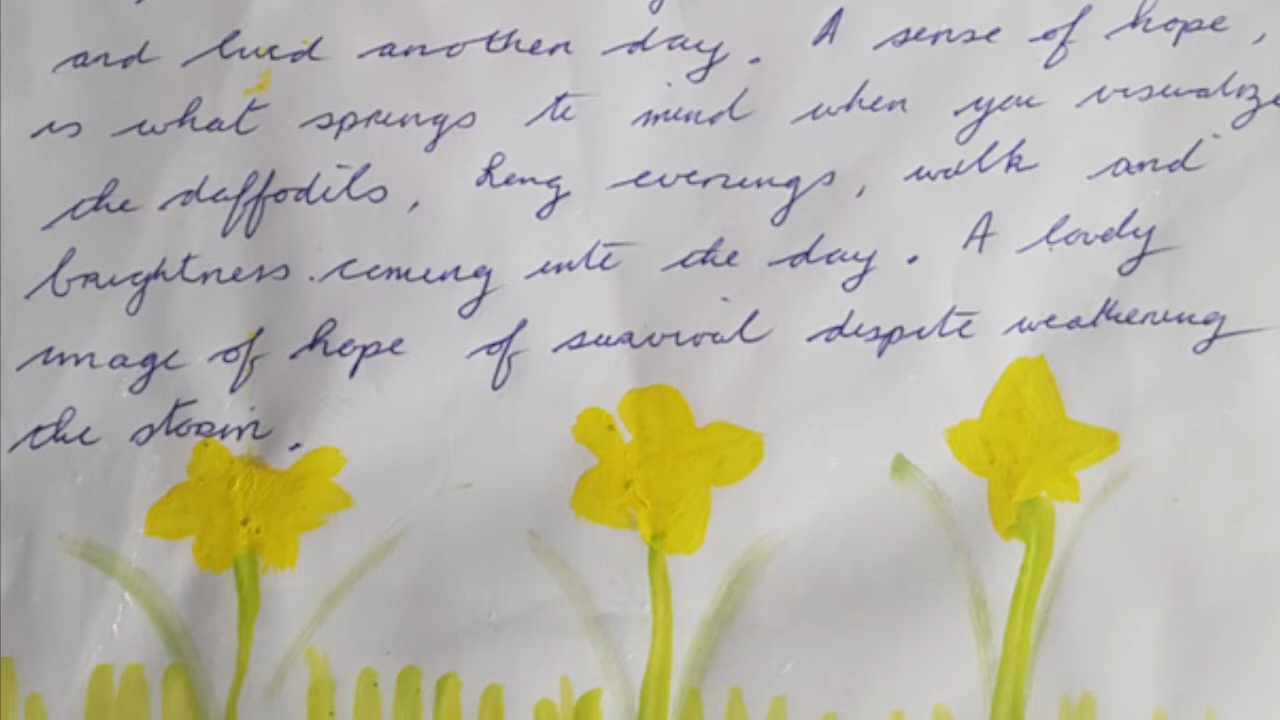 and lived another day. A sense of hope,
is what springs to mind when you visualize
the daffodils, long evenings, walk and
brightness coming into the day. A lovely
image of hope of survival despite weathering
the storm.